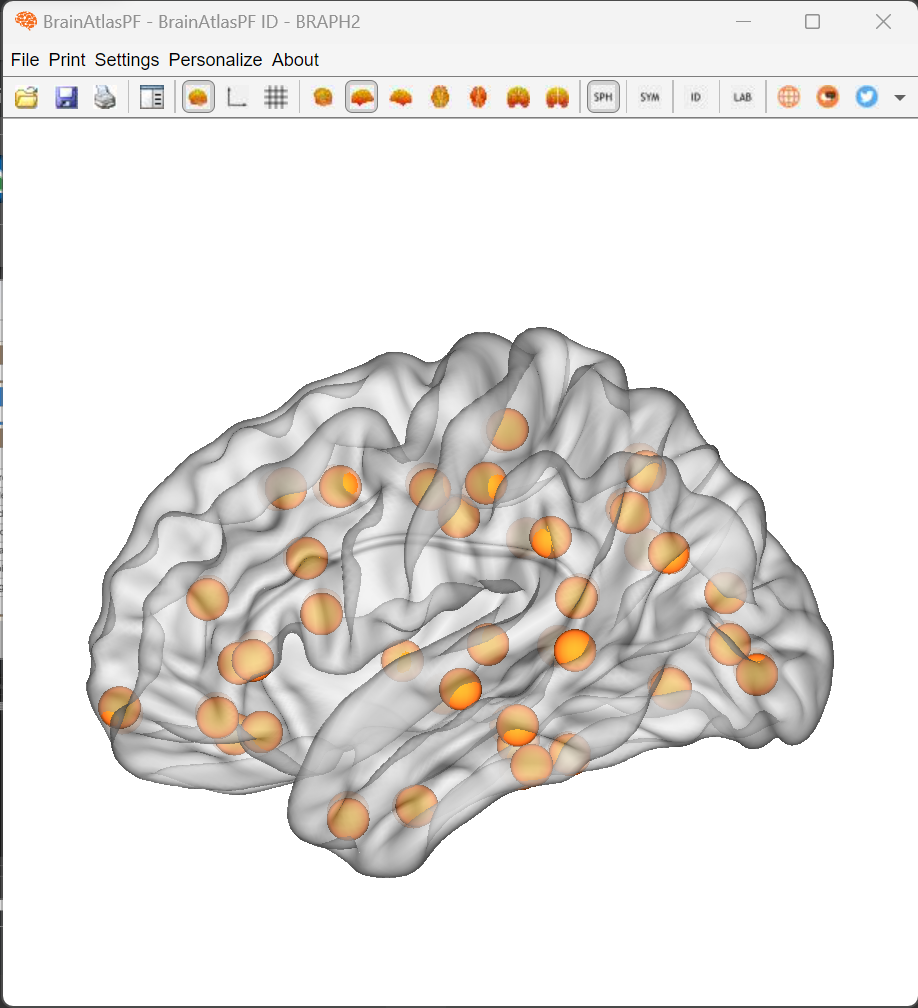 BrainAtlasPF - BrainAtlasPF ID - BRAPH2
File Print Settings Personalize About
SPH SYM ID LAB